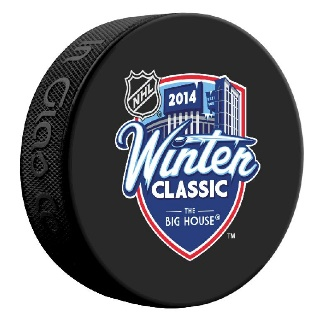 NHL
2014
Winter
CLASSIC
THE
BIG HOUSE®
™